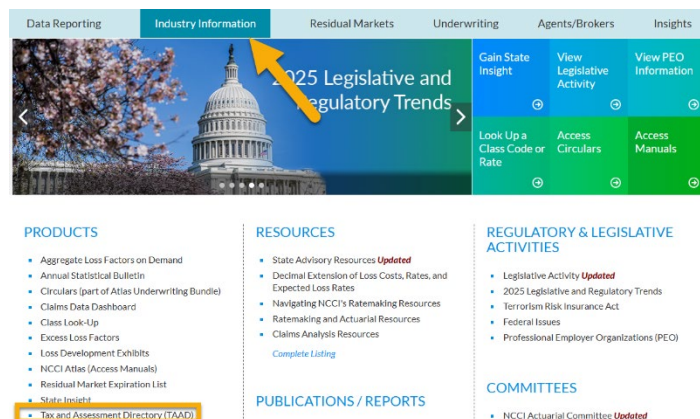 Data Reporting
Industry Information
Residual Markets
Underwriting
Agents/Brokers
Insights
2025 Legislative and
Regulatory Trends
Gain State
Insight
View
Legislative
Activity
View PEO
Information
Look Up a
Class Code or
Rate
Access
Circulars
Access
Manuals
PRODUCTS
Aggregate Loss Factors on Demand
Annual Statistical Bulletin
Circulars (part of Atlas Underwriting Bundle)
Claims Data Dashboard
Class Look-Up
Excess Loss Factors
Loss Development Exhibits
NCCI Atlas (Access Manuals)
Residual Market Expiration List
State Insight
Tax and Assessment Directory (TAAD)
RESOURCES
State Advisory Resources Updated
Decimal Extension of Loss Costs, Rates, and
Expected Loss Rates
Navigating NCCI's Ratemaking Resources
Ratemaking and Actuarial Resources
Claims Analysis Resources
Complete Listing
PUBLICATIONS / REPORTS
REGULATORY & LEGISLATIVE
ACTIVITIES
Legislative Activity Updated
2025 Legislative and Regulatory Trends
Terrorism Risk Insurance Act
Federal Issues
Professional Employer Organizations (PEO)
COMMITTEES
NCCI Actuarial Committee Updated